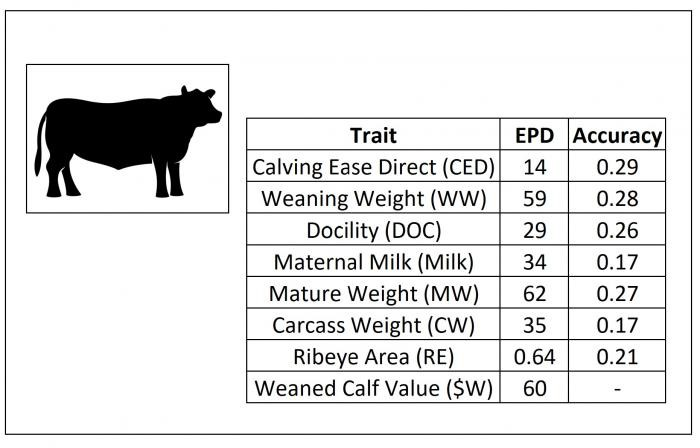 Trait EPD Accuracy
Calving Ease Direct (CED) 14 0.29
Weaning Weight (WW) 59 0.28
Docility (DOC) 29 0.26
Maternal Milk (Milk) 34 0.17
Mature Weight (MW) 62 0.27
Carcass Weight (CW) 35 0.17
Ribeye Area (RE) 0.64 0.21
Weaned Calf Value ($W) 60 -